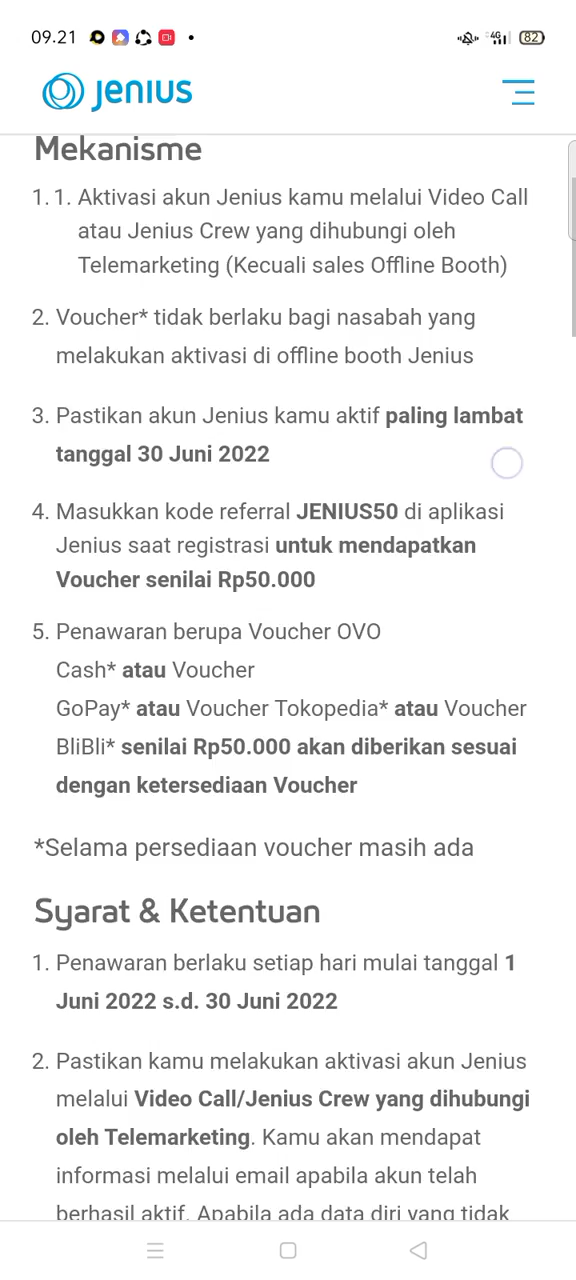 09.21
4G
82
jenius
Mekanisme
1. 1. Aktivasi akun Jenius kamu melalui Video Call
atau Jenius Crew yang dihubungi oleh
Telemarketing (Kecuali sales Offline Booth)
2. Voucher* tidak berlaku bagi nasabah yang
melakukan aktivasi di offline booth Jenius
3. Pastikan akun Jenius kamu aktif paling lambat
tanggal 30 Juni 2022
4. Masukkan kode referral JENIUS50 di aplikasi
Jenius saat registrasi untuk mendapatkan
Voucher senilai Rp50.000
5. Penawaran berupa Voucher OVO
Cash* atau Voucher
GoPay* atau Voucher Tokopedia* atau Voucher
BliBli* senilai Rp50.000 akan diberikan sesuai
dengan ketersediaan Voucher
*Selama persediaan voucher masih ada
Syarat & Ketentuan
1. Penawaran berlaku setiap hari mulai tanggal 1
Juni 2022 s.d. 30 Juni 2022
2. Pastikan kamu melakukan aktivasi akun Jenius
melalui Video Call/Jenius Crew yang dihubungi
oleh Telemarketing. Kamu akan mendapat
informasi melalui email apabila akun telah
berhasil aktif. Apabila ada data diri yang tidak